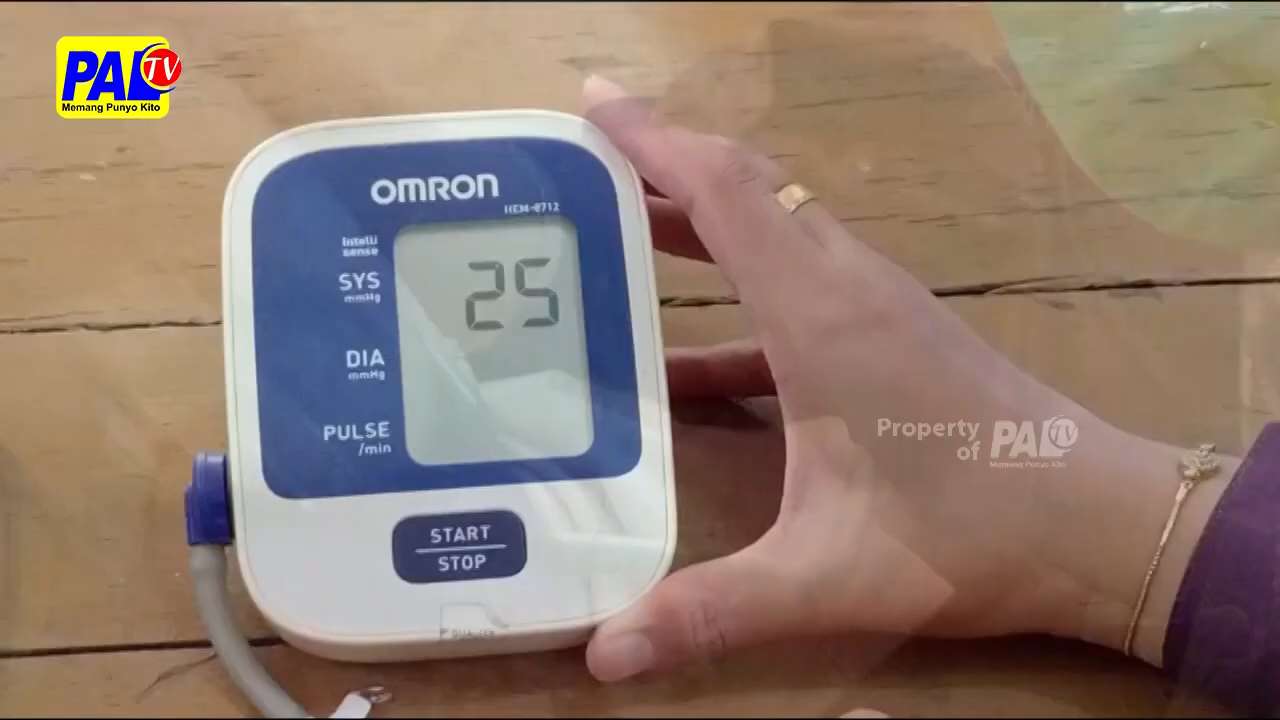 PAL TV
Memang Punyo Kito
OMRON
HEM-8712
Intelli
sense
SYS
mmHg
25
DIA
mmHg
PULSE
/min
Property
of PAL TV
Memang Punyo Kito
START
STOP